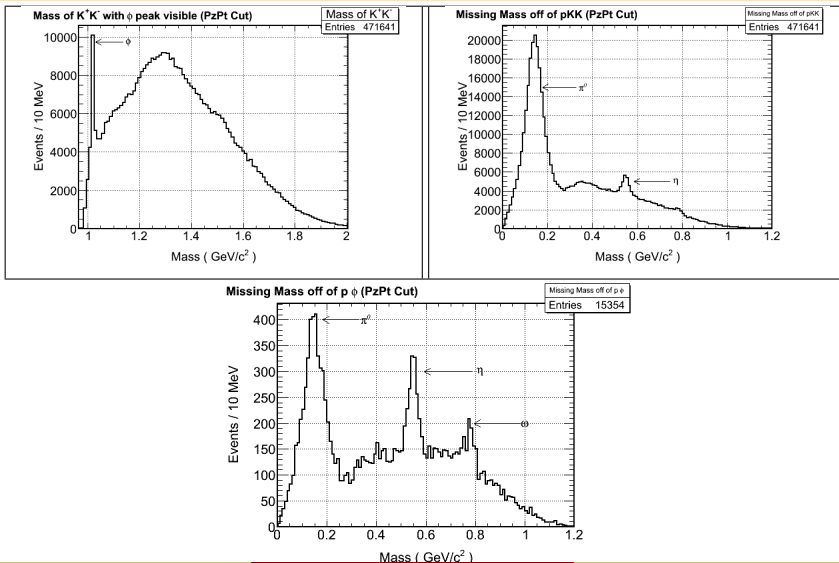 Mass of K⁺K⁻ with ϕ peak visible (PzPt Cut)
Mass of K⁺K⁻
Entries 471641
ϕ
Events / 10 MeV
10000
8000
6000
4000
2000
0
1 1.2 1.4 1.6 1.8 2
Mass ( GeV/c² )
Missing Mass off of pKK (PzPt Cut)
Missing Mass off of pKK
Entries 471641
π⁰
η
Events / 10 MeV
20000
18000
16000
14000
12000
10000
8000
6000
4000
2000
0
0 0.2 0.4 0.6 0.8 1 1.2
Mass ( GeV/c² )
Missing Mass off of p ϕ (PzPt Cut)
Missing Mass off of p ϕ
Entries 15354
π⁰
η
ω
Events / 10 MeV
400
350
300
250
200
150
100
50
0
0 0.2 0.4 0.6 0.8 1 1.2
Mass ( GeV/c² )